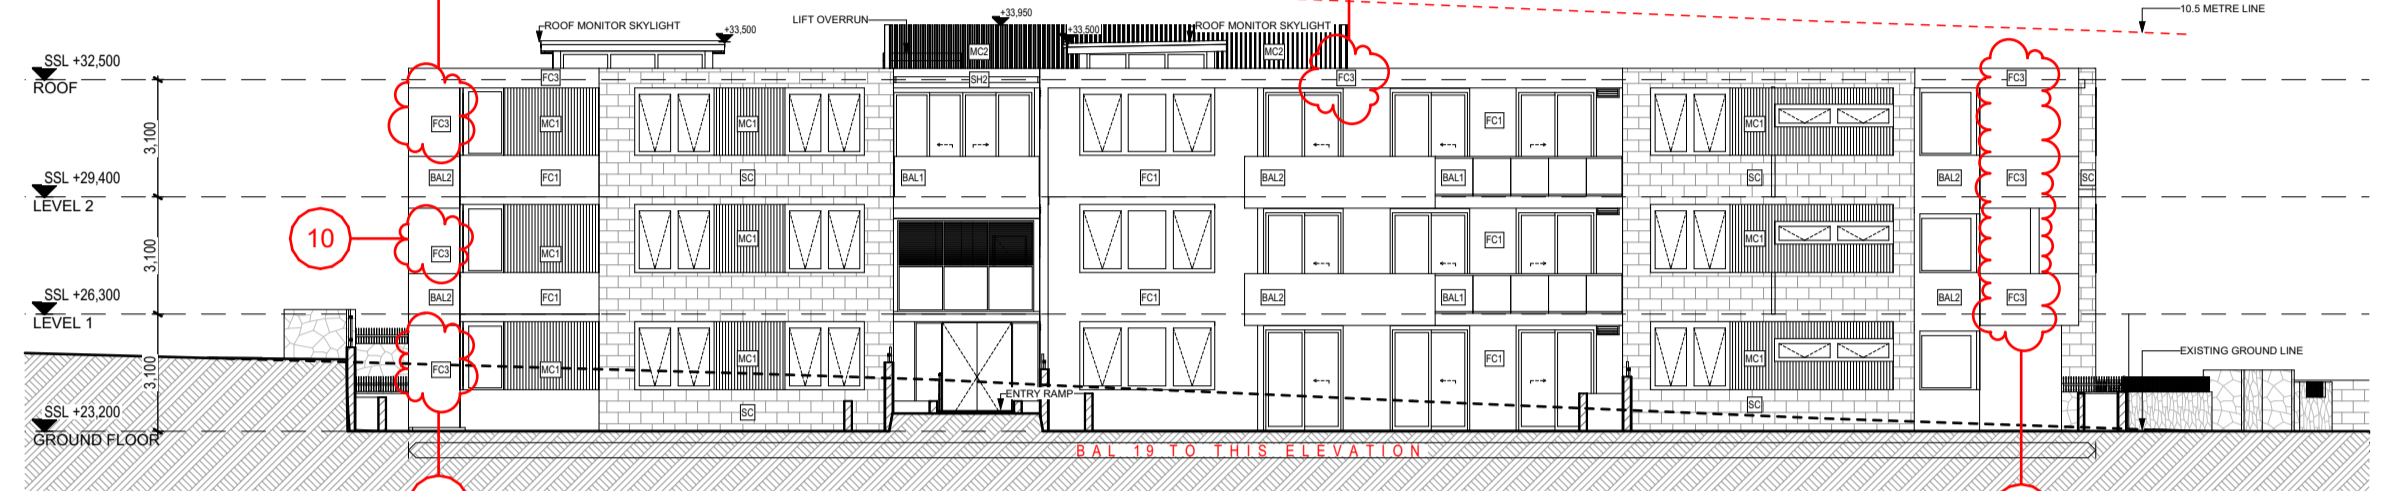 10.5 METRE LINE
+33,950
ROOF MONITOR SKYLIGHT
LIFT OVERRUN
ROOF MONITOR SKYLIGHT
+33,500
+33,500
MC2
MC2
SSL +32,500
ROOF
FC3
SH2
FC3
FC3
3,100
FC3
MC1
MC1
FC1
MC1
SSL +29,400
LEVEL 2
BAL2
FC1
SC
BAL1
FC1
BAL2
BAL1
SC
BAL2
FC3
SC
10
3,100
FC3
MC1
MC1
FC1
MC1
SSL +26,300
LEVEL 1
BAL2
FC1
FC1
BAL2
BAL1
BAL2
FC3
3,100
FC3
MC1
MC1
FC1
MC1
EXISTING GROUND LINE
ENTRY RAMP
SSL +23,200
GROUND FLOOR
SC
SC
BAL 19 TO THIS ELEVATION